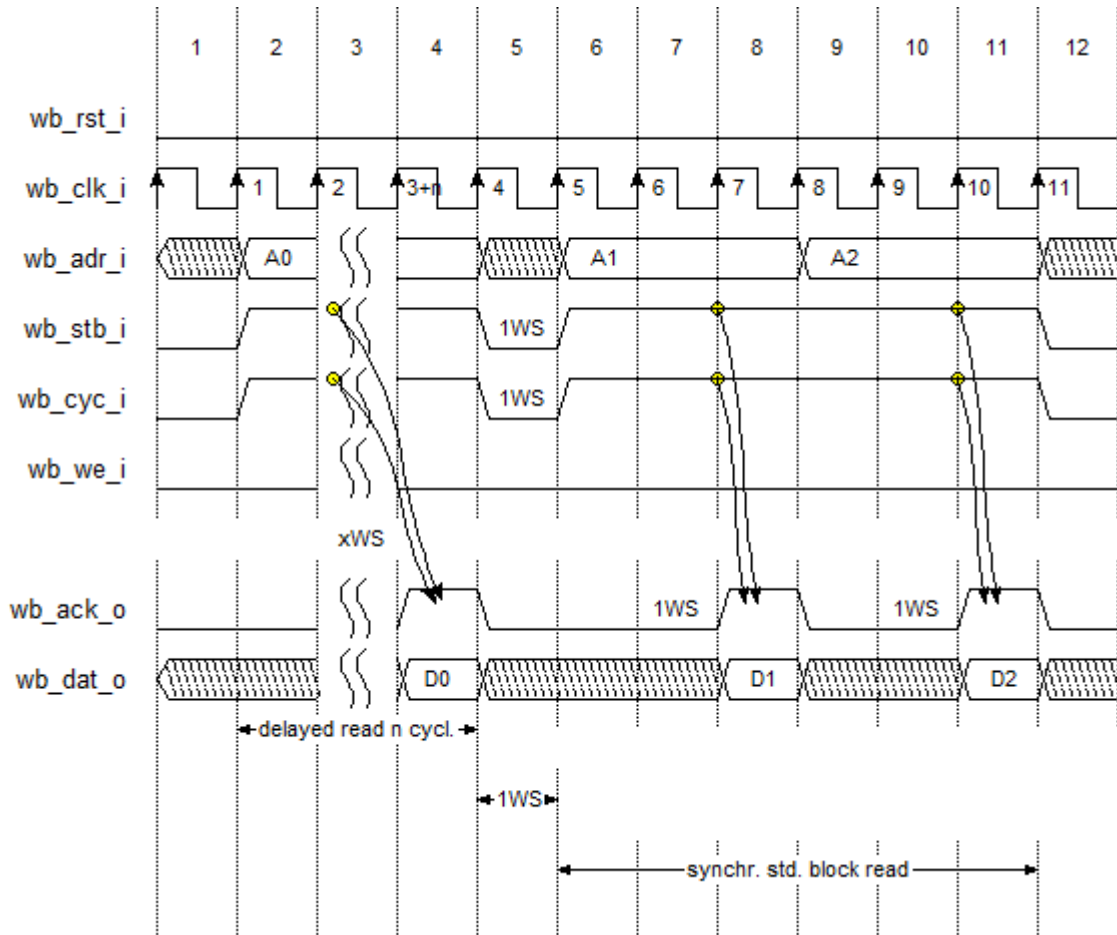 1 2 3 4 5 6 7 8 9 10 11 12
wb_rst_i
wb_clk_i 1 2 3+n 4 5 6 7 8 9 10 11
wb_adr_i A0 A1 A2
wb_stb_i 1WS
wb_cyc_i 1WS
wb_we_i
xWS
wb_ack_o 1WS 1WS
wb_dat_o D0 D1 D2
delayed read n cycl.
1WS
synchr. std. block read